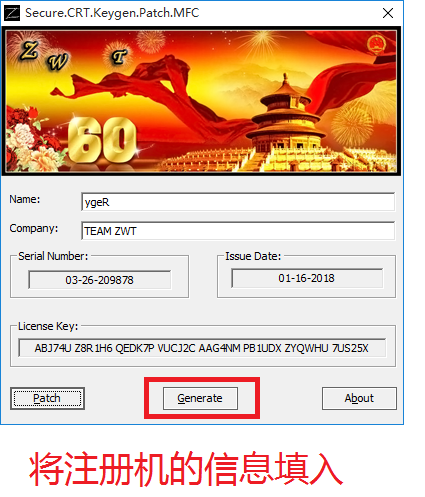 Secure.CRT.Keygen.Patch.MFC
Z W T
60
Name:
ygeR
Company:
TEAM ZWT
Serial Number:
03-26-209878
Issue Date:
01-16-2018
License Key:
ABJ74U Z8R1H6 QEDK7P VUCJ2C AAG4NM PB1UDX ZYQWHU 7US25X
Patch
Generate
About
将注册机的信息填入